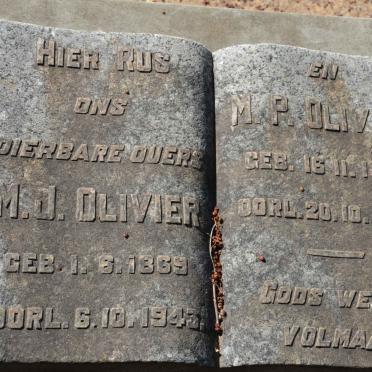 HIER RUS
ONS
DIERBARE OUERS
M. J. OLIVIER
GEB. 1. 6. 1869
OORL. 6. 10. 1943
EN
M. P. OLIV
GEB. 16 11. 1
OORL. 20. 10.
GODS WE
VOLMAA